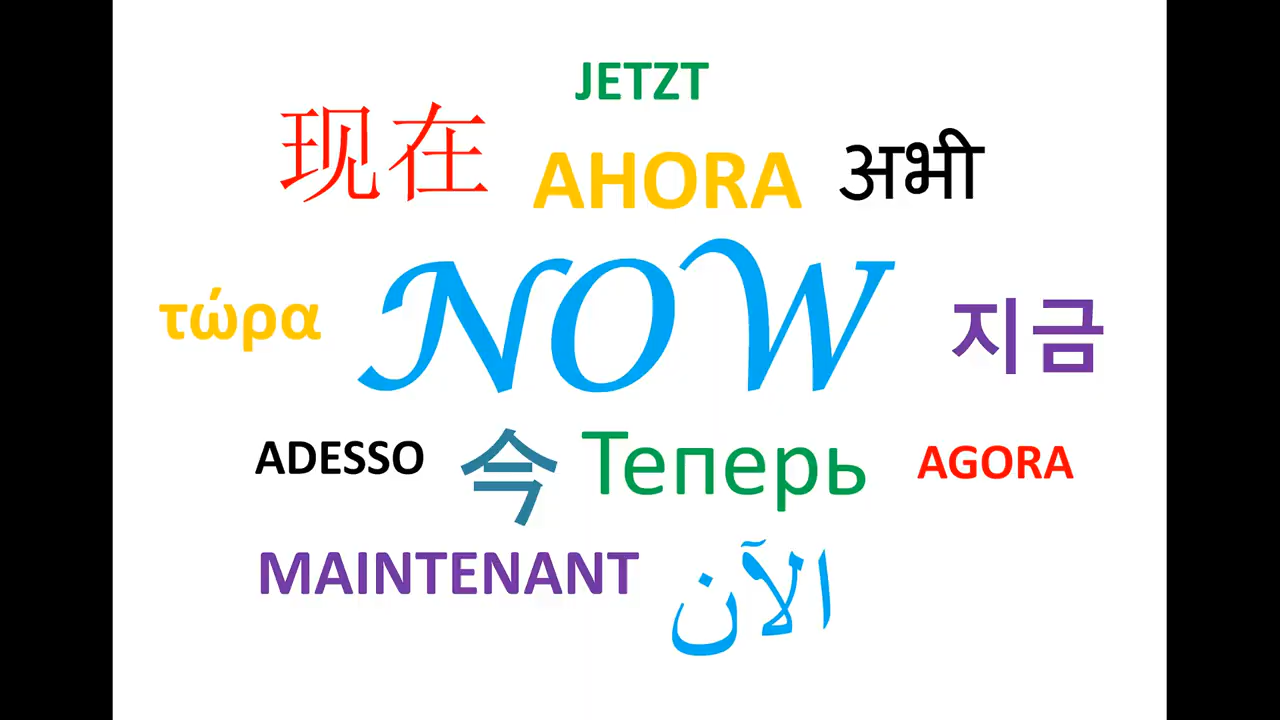 JETZT
现在 AHORA अभी
NOW
τώρα 지금
ADESSO 今 Теперь AGORA
MAINTENANT الآن